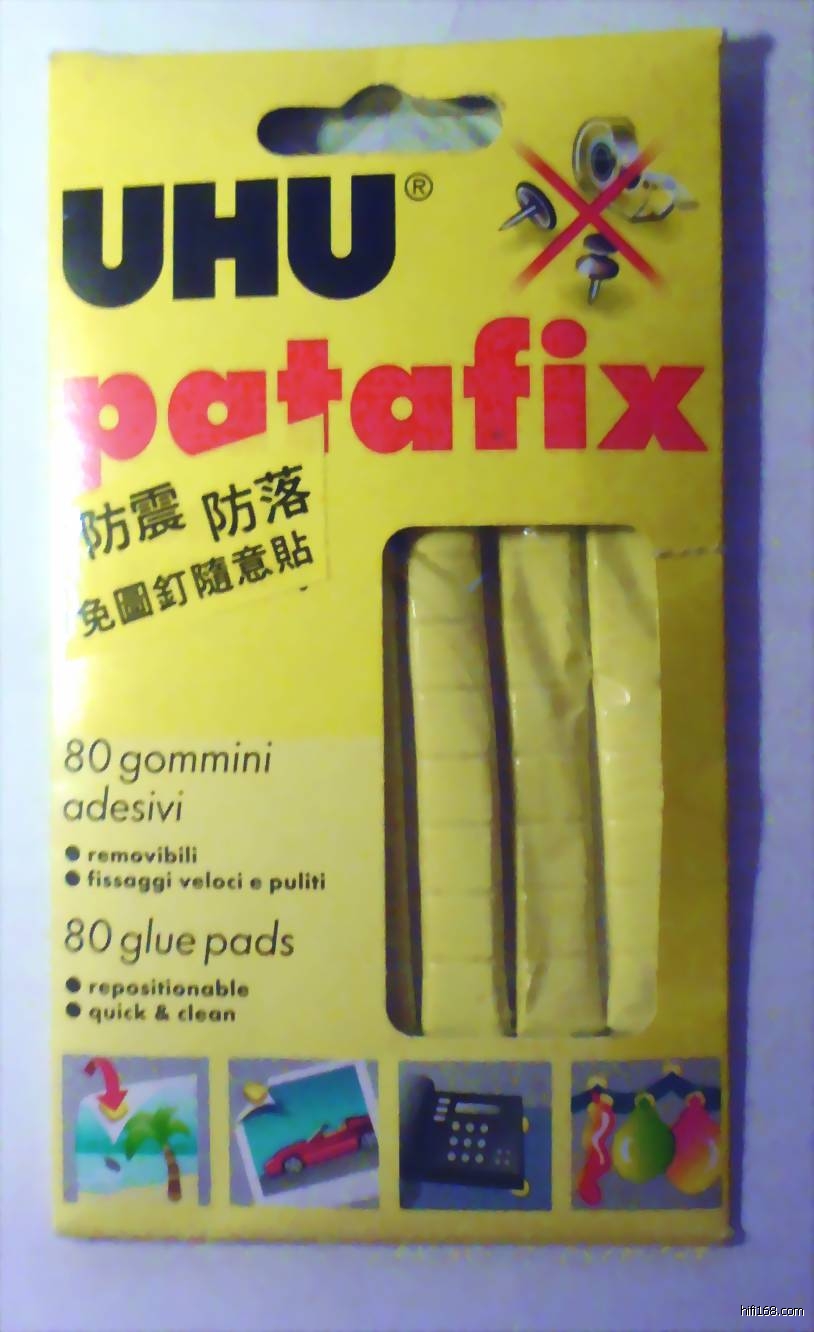 UHU®
patafix
防震 防落
免圖釘隨意貼
80 gommini
adesivi
● removibili
● fissaggi veloci e puliti
80 glue pads
● repositionable
● quick & clean
hifi168.com